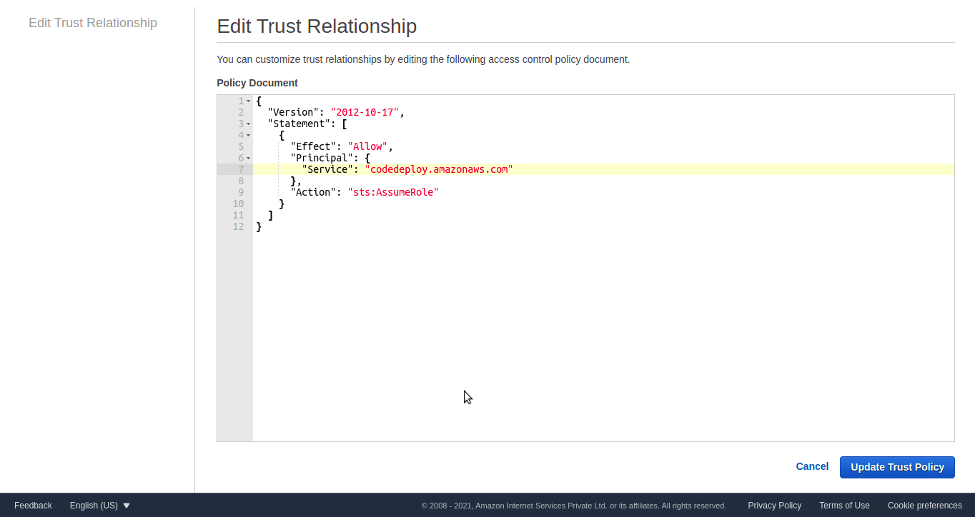 Edit Trust Relationship
Edit Trust Relationship
You can customize trust relationships by editing the following access control policy document.
Policy Document
1 {
2 "Version": "2012-10-17",
3 "Statement": [
4 {
5 "Effect": "Allow",
6 "Principal": {
7 "Service": "codedeploy.amazonaws.com"
8 },
9 "Action": "sts:AssumeRole"
10 }
11 ]
12 }
Cancel Update Trust Policy
Feedback English (US) © 2008 - 2021, Amazon Internet Services Private Ltd. or its affiliates. All rights reserved. Privacy Policy Terms of Use Cookie preferences